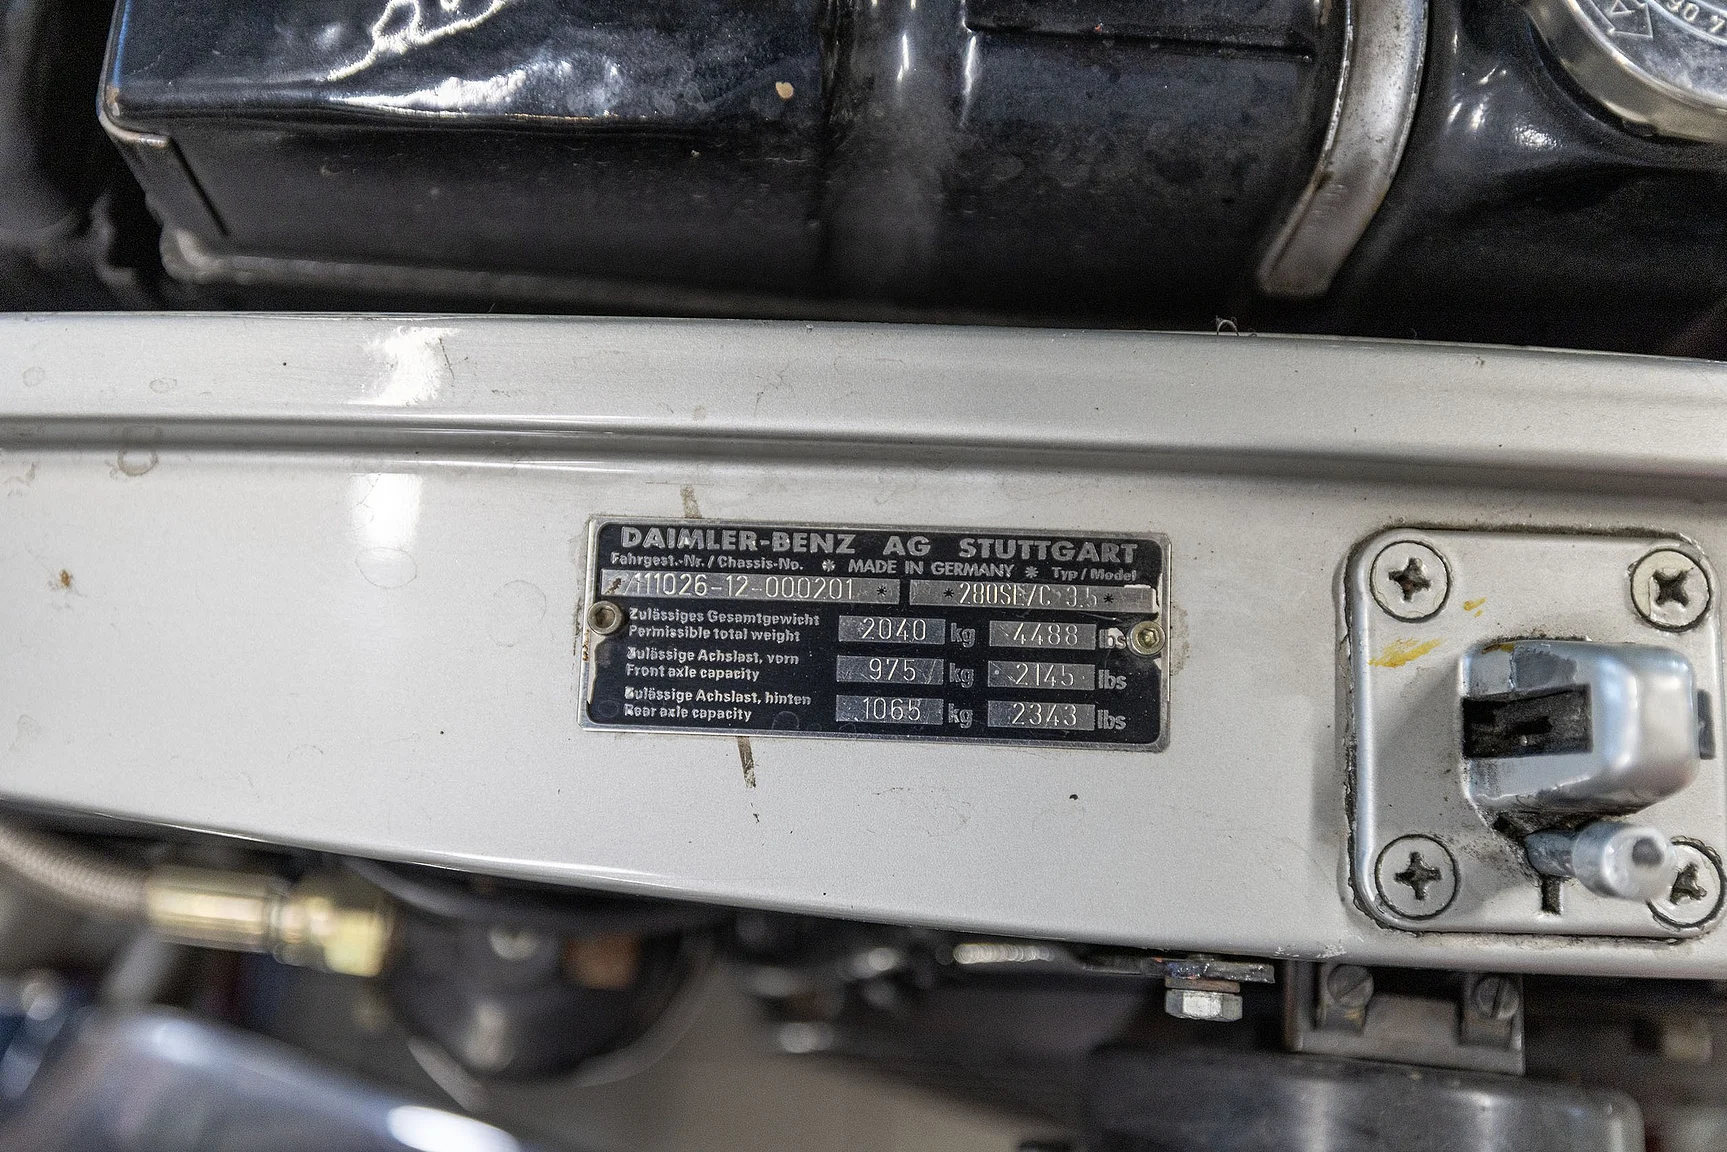 DAIMLER-BENZ AG STUTTGART
Fahrgest.-Nr. / Chassis-No. * MADE IN GERMANY * Typ / Model
111026-12-000201 * * 280SE/C 3.5 *
Zulässiges Gesamtgewicht
Permissible total weight 2040 kg 4488 lbs
Zulässige Achslast, vorn
Front axle capacity 975 kg 2145 lbs
Zulässige Achslast, hinten
Rear axle capacity 1065 kg 2343 lbs